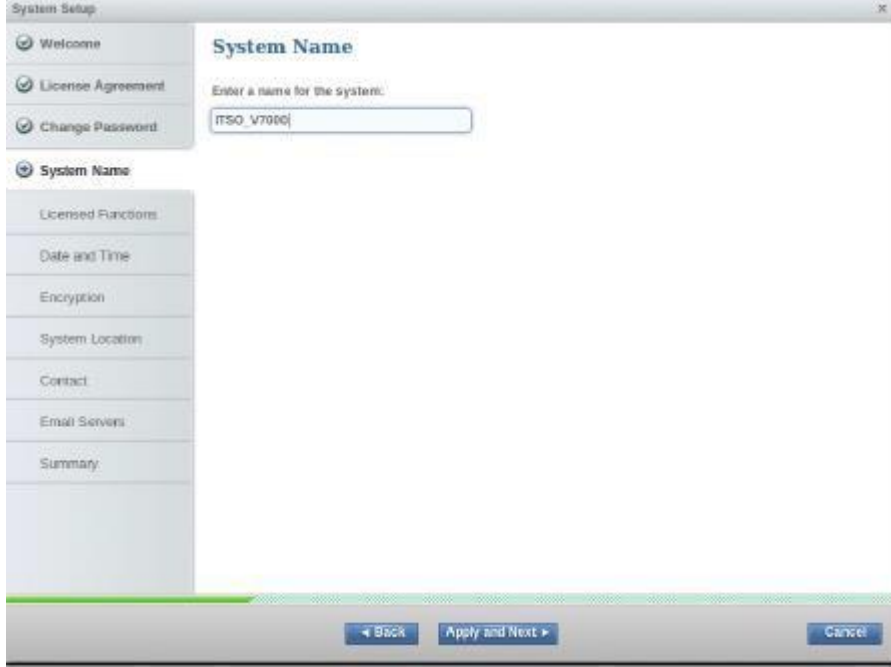 System Setup
Welcome
License Agreement
Change Password
System Name
Licensed Functions
Date and Time
Encryption
System Location
Contact
Email Servers
Summary
System Name
Enter a name for the system:
ITSO_V7000
Back
Apply and Next
Cancel